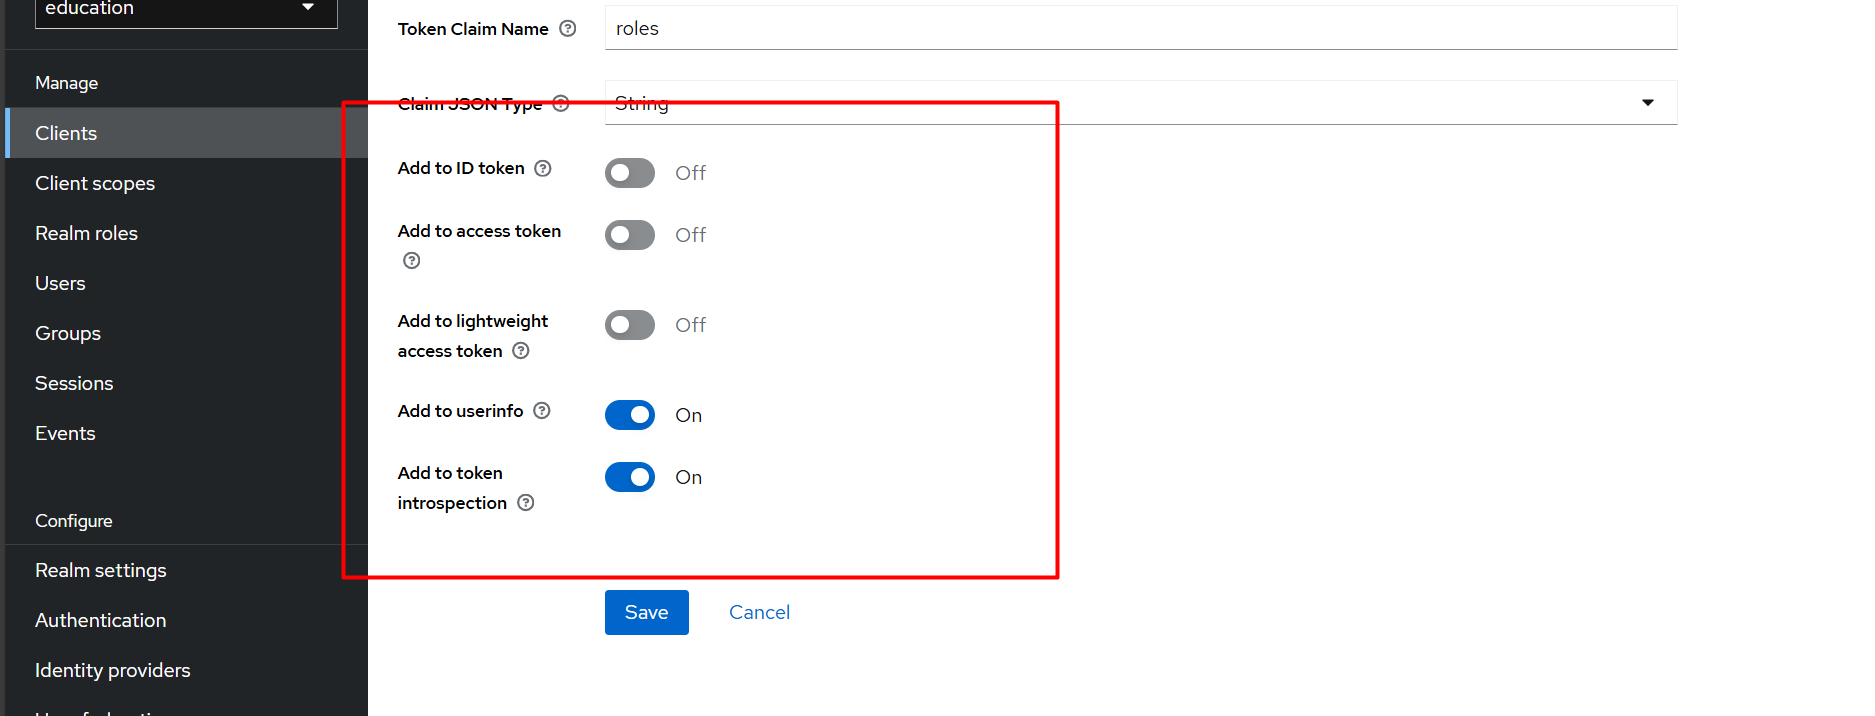 education
Manage
Clients
Client scopes
Realm roles
Users
Groups
Sessions
Events
Configure
Realm settings
Authentication
Identity providers
Token Claim Name
roles
Claim JSON Type
String
Add to ID token
Off
Add to access token
Off
Add to lightweight
access token
Off
Add to userinfo
On
Add to token
introspection
On
Save
Cancel